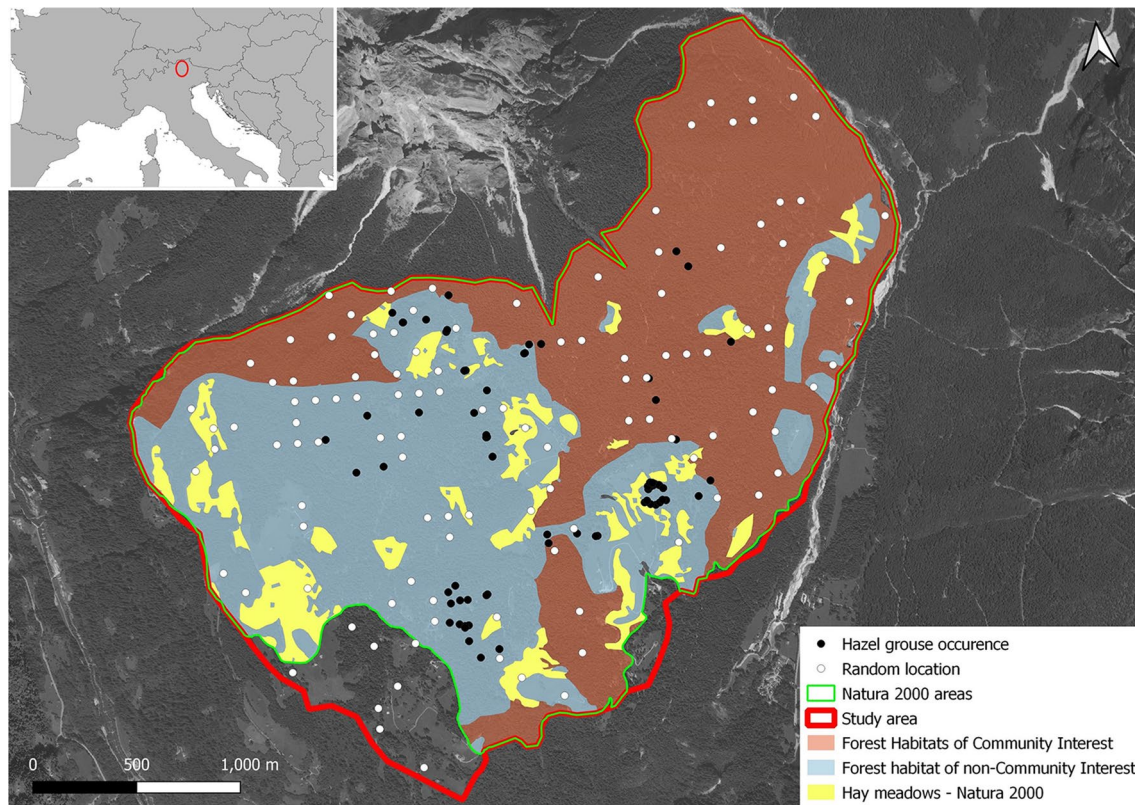 Hazel grouse occurence
Random location
Natura 2000 areas
Study area
Forest Habitats of Community Interest
Forest habitat of non-Community Interest
Hay meadows - Natura 2000
0 500 1,000 m